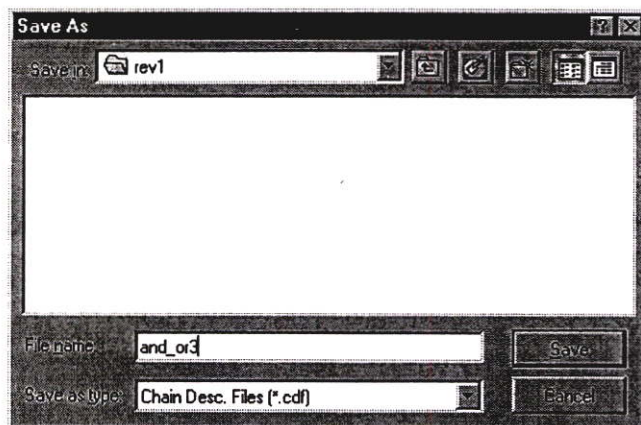 Save As
Save in: rev1
File name: and_or3 Save
Save as type: Chain Desc. Files (*.cdf) Cancel